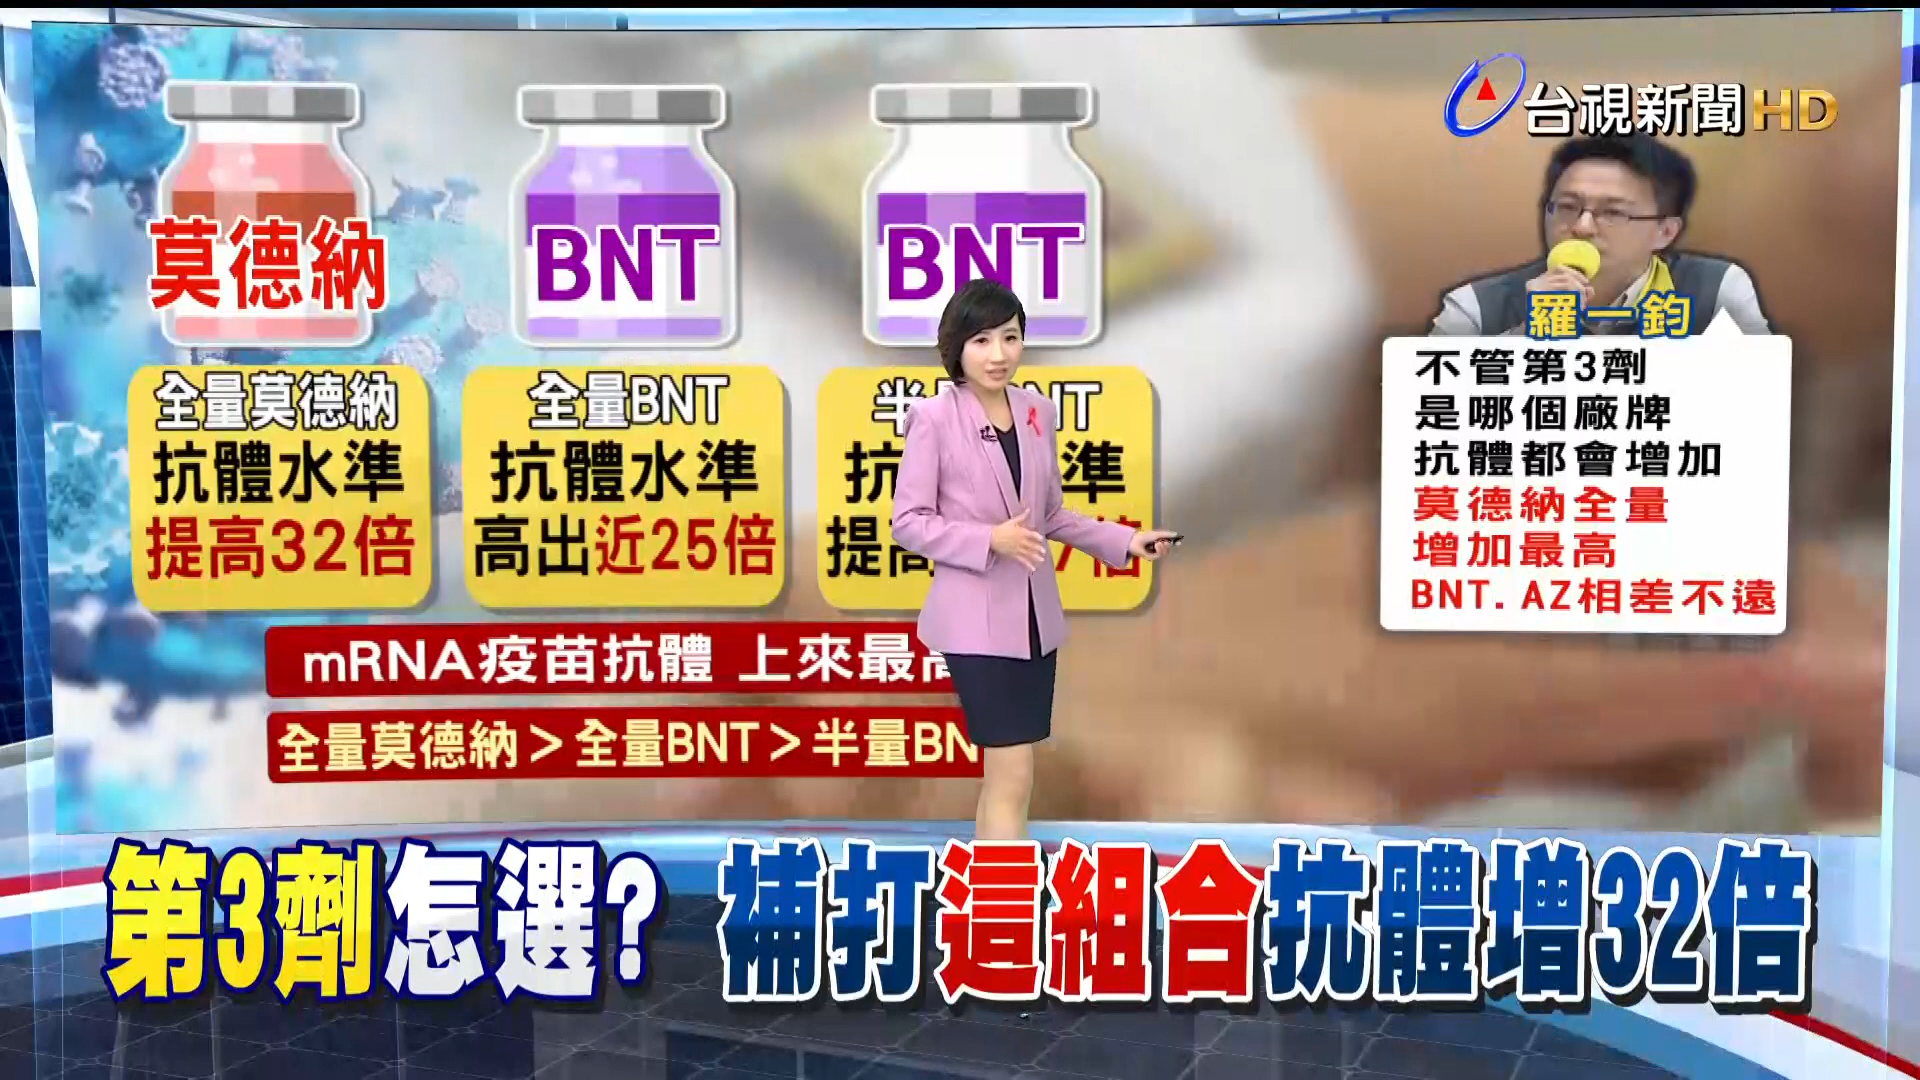 台視新聞HD
莫德納
BNT
BNT
全量莫德納
抗體水準
提高32倍
全量BNT
抗體水準
高出近25倍
半 NT
抗 準
提高 7倍
mRNA疫苗抗體 上來最高
全量莫德納>全量BNT>半量BN
羅一鈞
不管第3劑
是哪個廠牌
抗體都會增加
莫德納全量
增加最高
BNT.AZ相差不遠
第3劑怎選? 補打這組合抗體增32倍